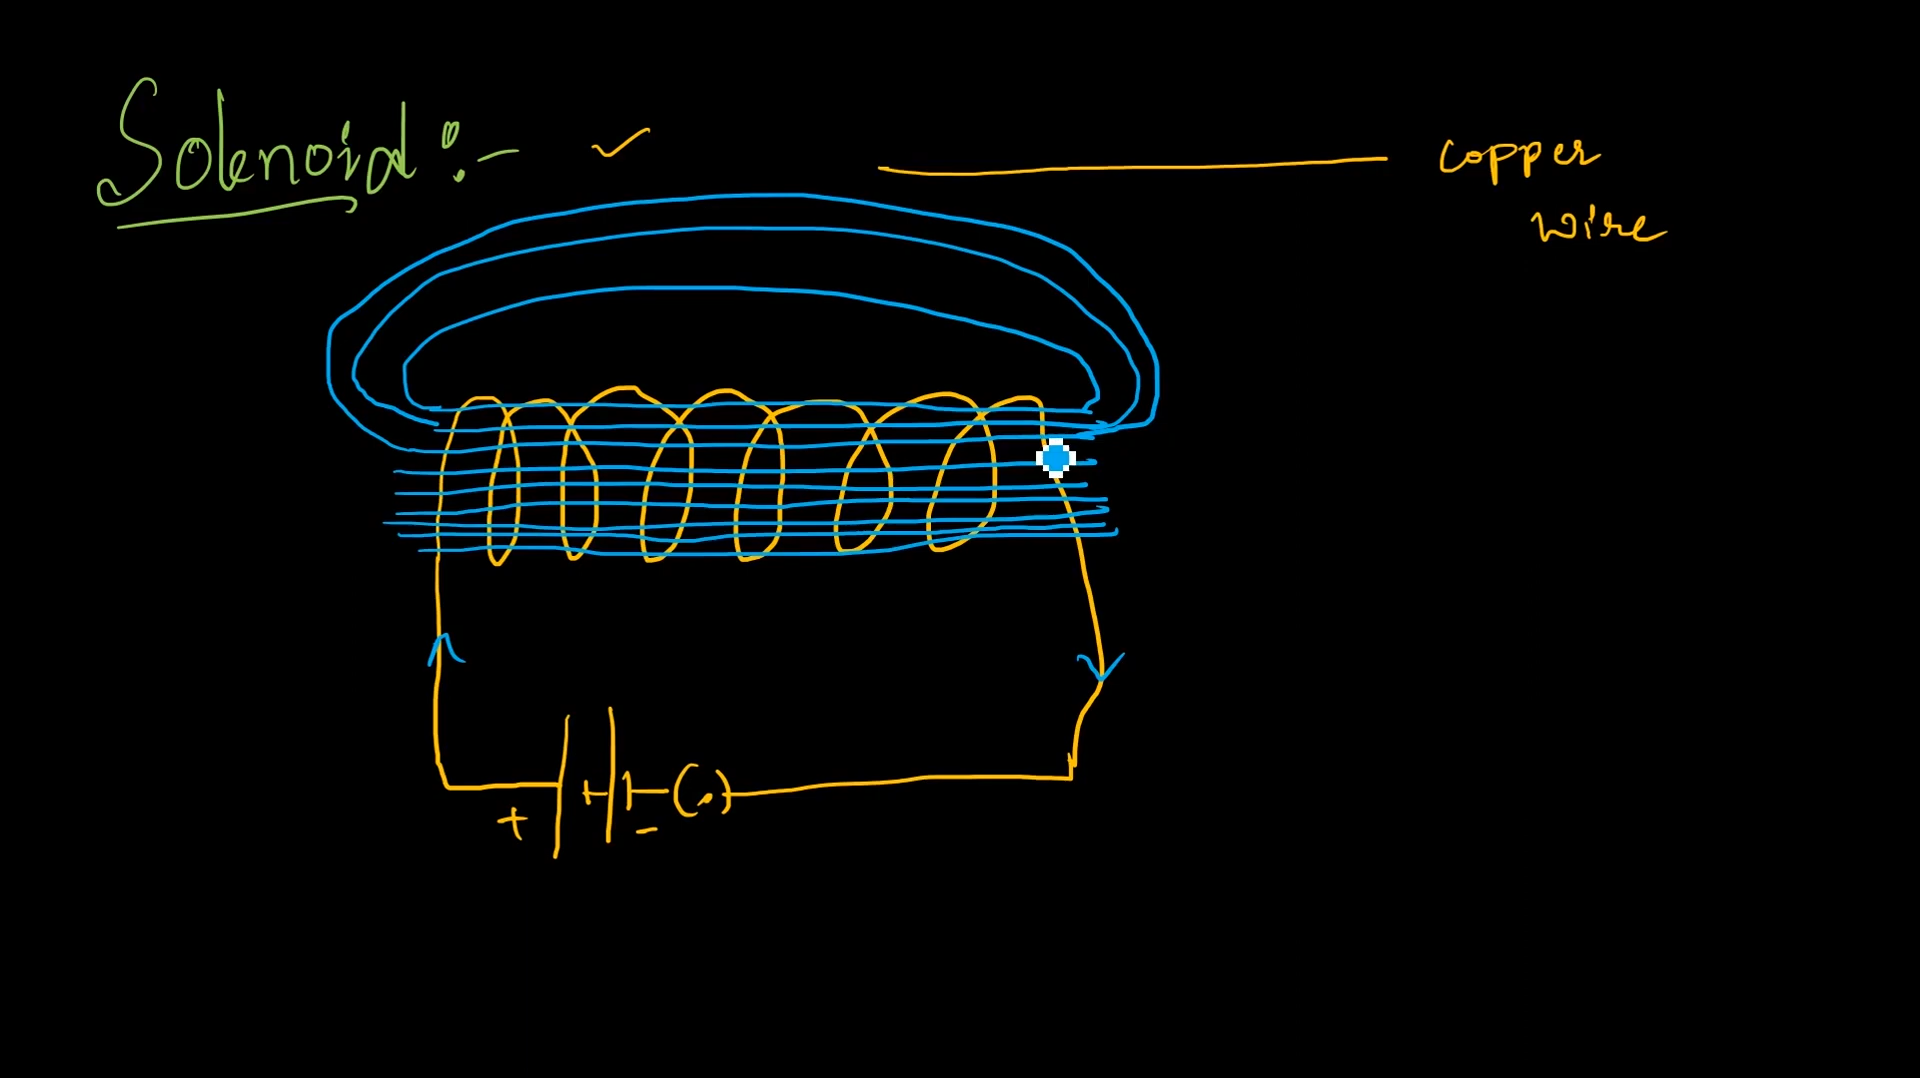 Solenoid :-
copper
wire
+ -